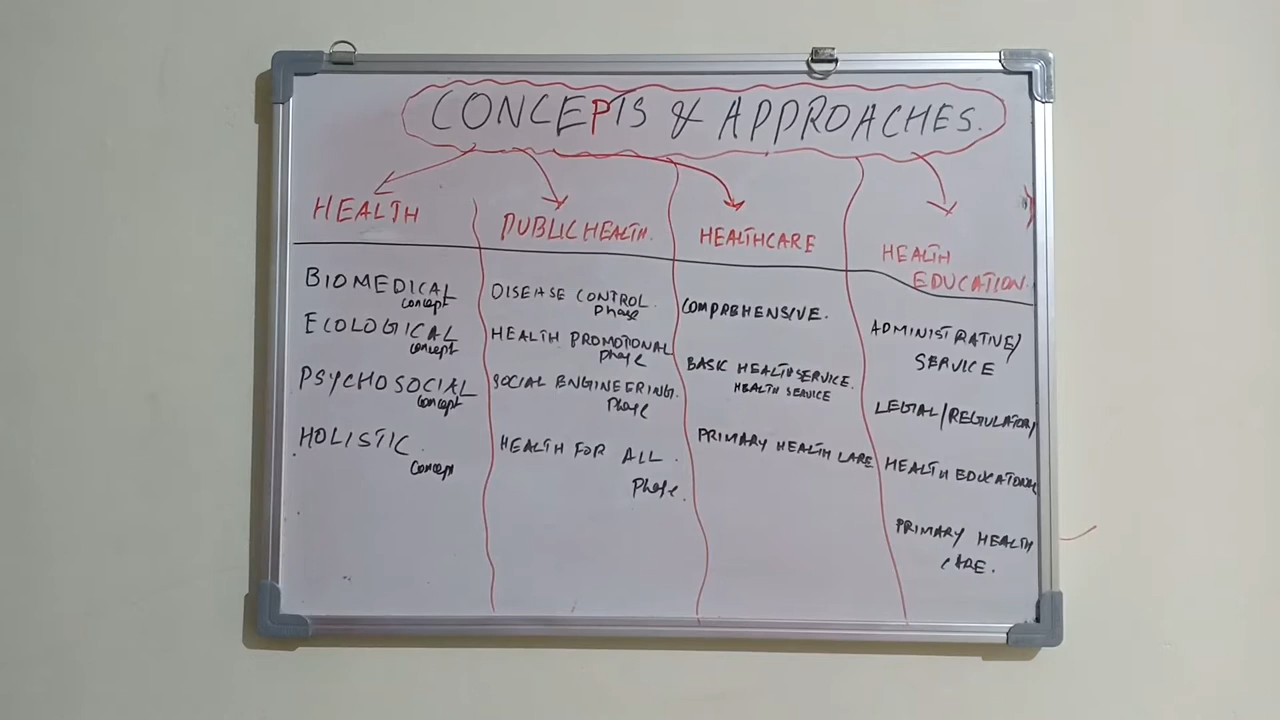 CONCEPTS & APPROACHES.
HEALTH
BIOMEDICAL
concept
ECOLOGICAL
concept
PSYCHOSOCIAL
concept
HOLISTIC
concept
PUBLIC HEALTH.
DISEASE CONTROL.
phase
HEALTH PROMOTIONAL
phase
SOCIAL ENGINEERING.
phase
HEALTH FOR ALL.
phase.
HEALTHCARE
COMPREHENSIVE.
BASIC HEALTH SERVICE.
HEALTH SERVICE
PRIMARY HEALTH CARE
HEALTH
EDUCATION.
ADMINISTRATIVE/
SERVICE
LEGAL/REGULATORY
HEALTH EDUCATIONAL
PRIMARY HEALTH
CARE.